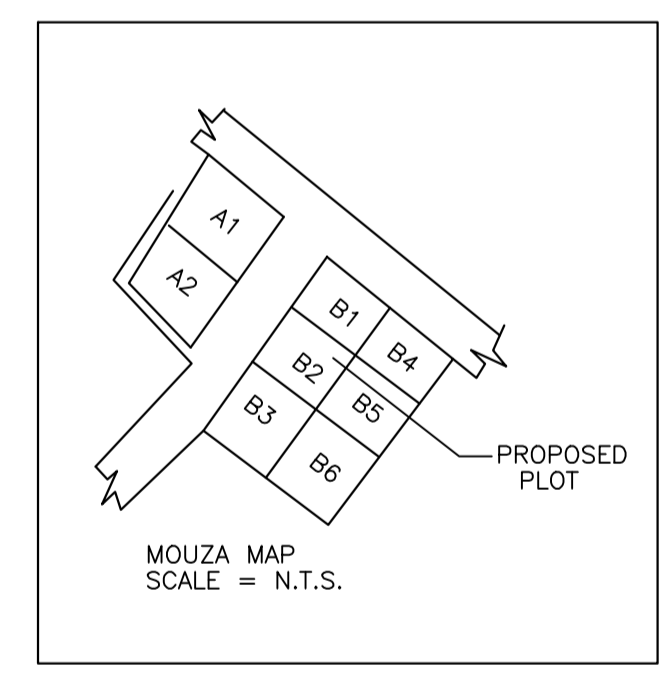 A1
A2
B1
B4
B2
B5
B3
B6
PROPOSED
PLOT
MOUZA MAP
SCALE = N.T.S.